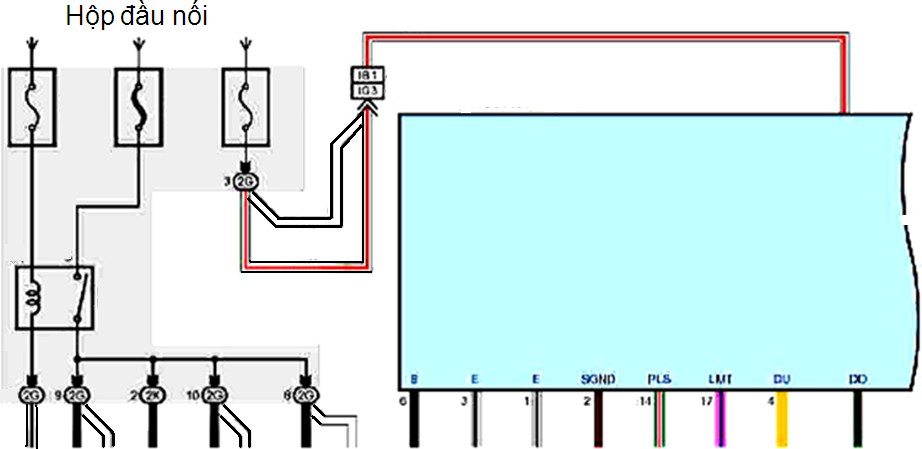 Hộp đầu nối
IB1
IG3
3 2G
B E E SGND PLS LMT DU DO
2G 9 2G 2 2K 10 2G 8 2G
6 3 1 2 14 17 4